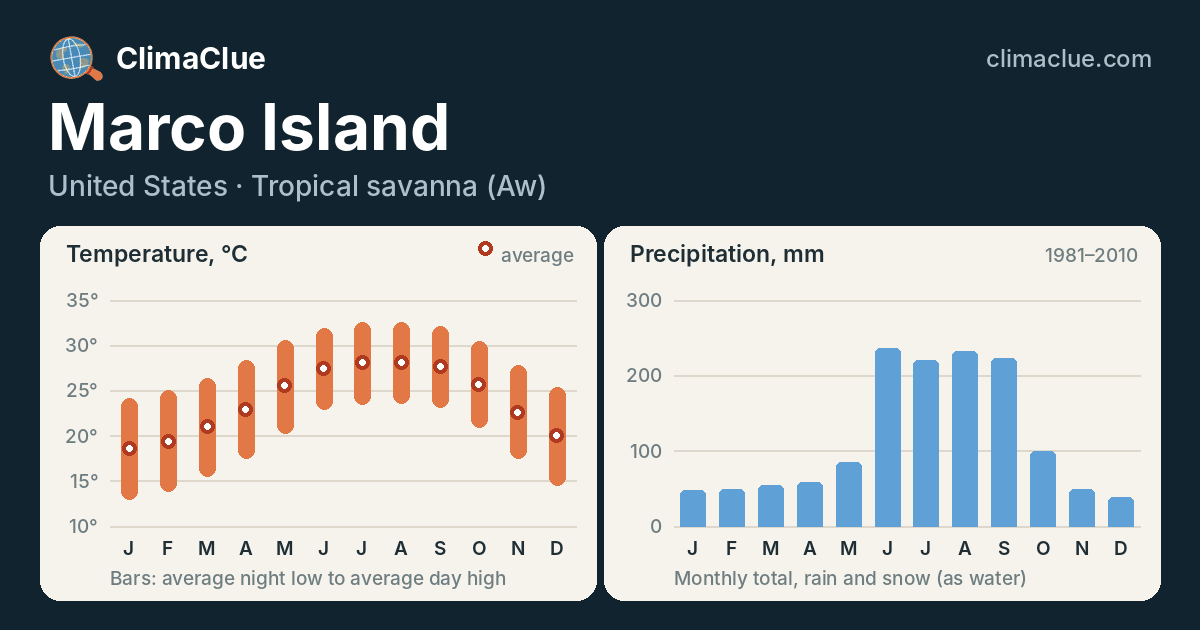 ClimaClue
climaclue.com
Marco Island
United States · Tropical savanna (Aw)
Temperature, °C
average
35°
30°
25°
20°
15°
10°
J F M A M J J A S O N D
Bars: average night low to average day high
Precipitation, mm
1981–2010
300
200
100
0
J F M A M J J A S O N D
Monthly total, rain and snow (as water)